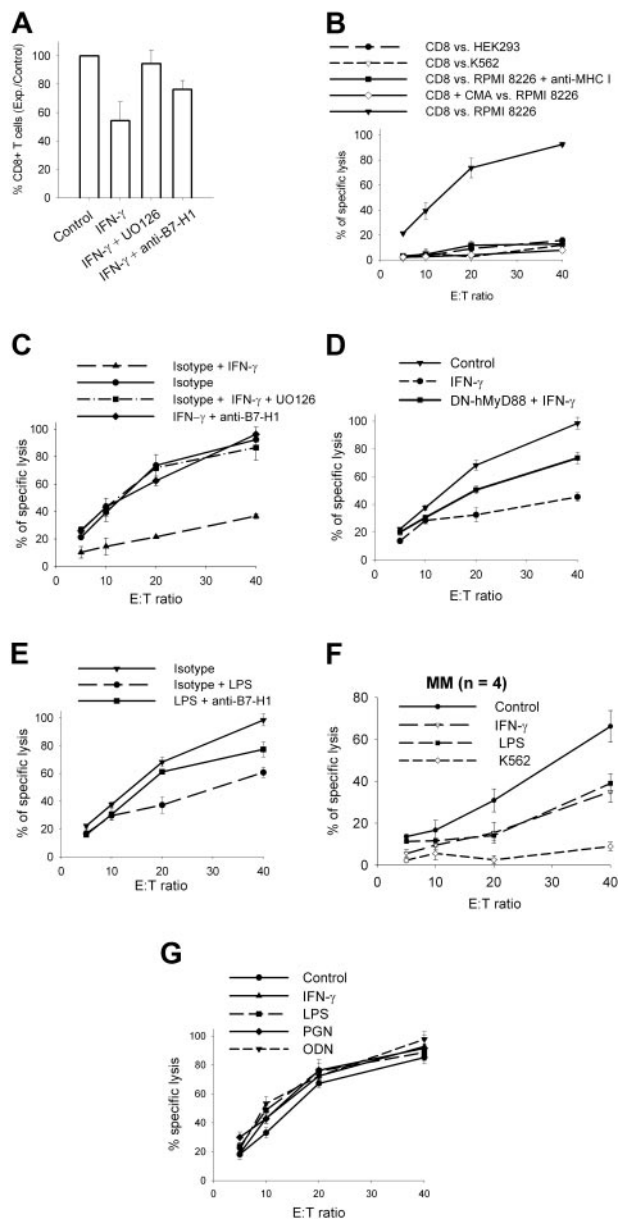 A
% CD8+ T cells (Exp./Control)
100
80
60
40
20
0
Control
IFN-γ
IFN-γ + UO126
IFN-γ + anti-B7-H1
B
CD8 vs. HEK293
CD8 vs.K562
CD8 vs. RPMI 8226 + anti-MHC I
CD8 + CMA vs. RPMI 8226
CD8 vs. RPMI 8226
% of specific lysis
100
80
60
40
20
0
0 10 20 30 40
E:T ratio
C
Isotype + IFN-γ
Isotype
Isotype + IFN-γ + UO126
IFN-γ + anti-B7-H1
% of specific lysis
100
80
60
40
20
0
0 10 20 30 40
E:T ratio
D
Control
IFN-γ
DN-hMyD88 + IFN-γ
% of specific lysis
100
80
60
40
20
0
0 10 20 30 40
E:T ratio
E
Isotype
Isotype + LPS
LPS + anti-B7-H1
% of specific lysis
100
80
60
40
20
0
0 10 20 30 40
E:T ratio
F
MM (n = 4)
Control
IFN-γ
LPS
K562
% of specific lysis
80
60
40
20
0
0 10 20 30 40
E:T ratio
G
Control
IFN-γ
LPS
PGN
ODN
% specific lysis
100
80
60
40
20
0
0 10 20 30 40
E:T ratio